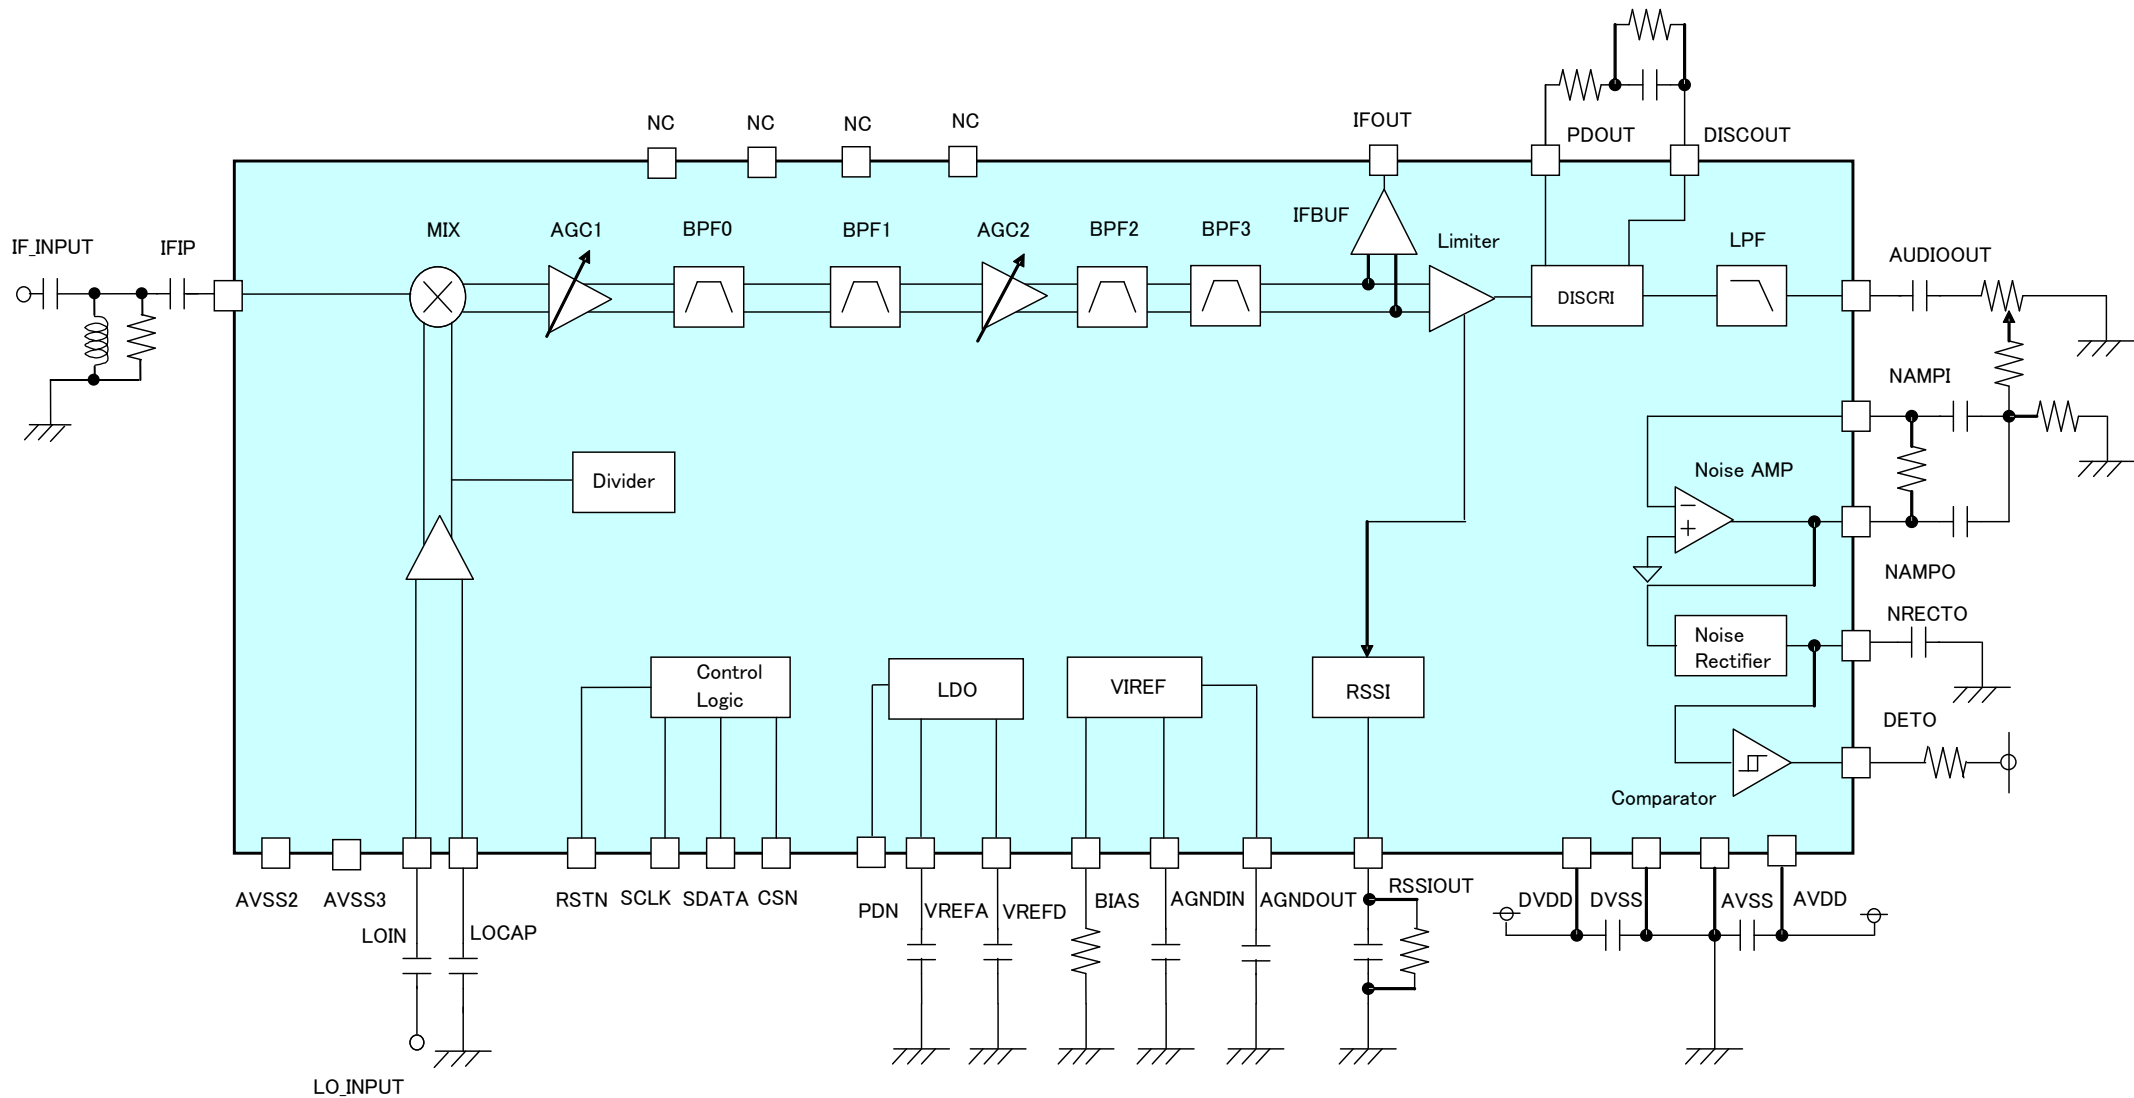 NC NC NC NC IFOUT PDOUT DISCOUT
IF_INPUT IFIP MIX AGC1 BPF0 BPF1 AGC2 BPF2 BPF3 IFBUF Limiter LPF AUDIOOUT
DISCRI
NAMPI
Divider
Noise AMP
−
+
NAMPO
NRECTO
Noise
Rectifier
Control
Logic
LDO
VIREF
RSSI
DETO
Comparator
AVSS2 AVSS3 RSTN SCLK SDATA CSN PDN VREFA VREFD BIAS AGNDIN AGNDOUT RSSIOUT DVDD DVSS AVSS AVDD
LOIN LOCAP
LO_INPUT